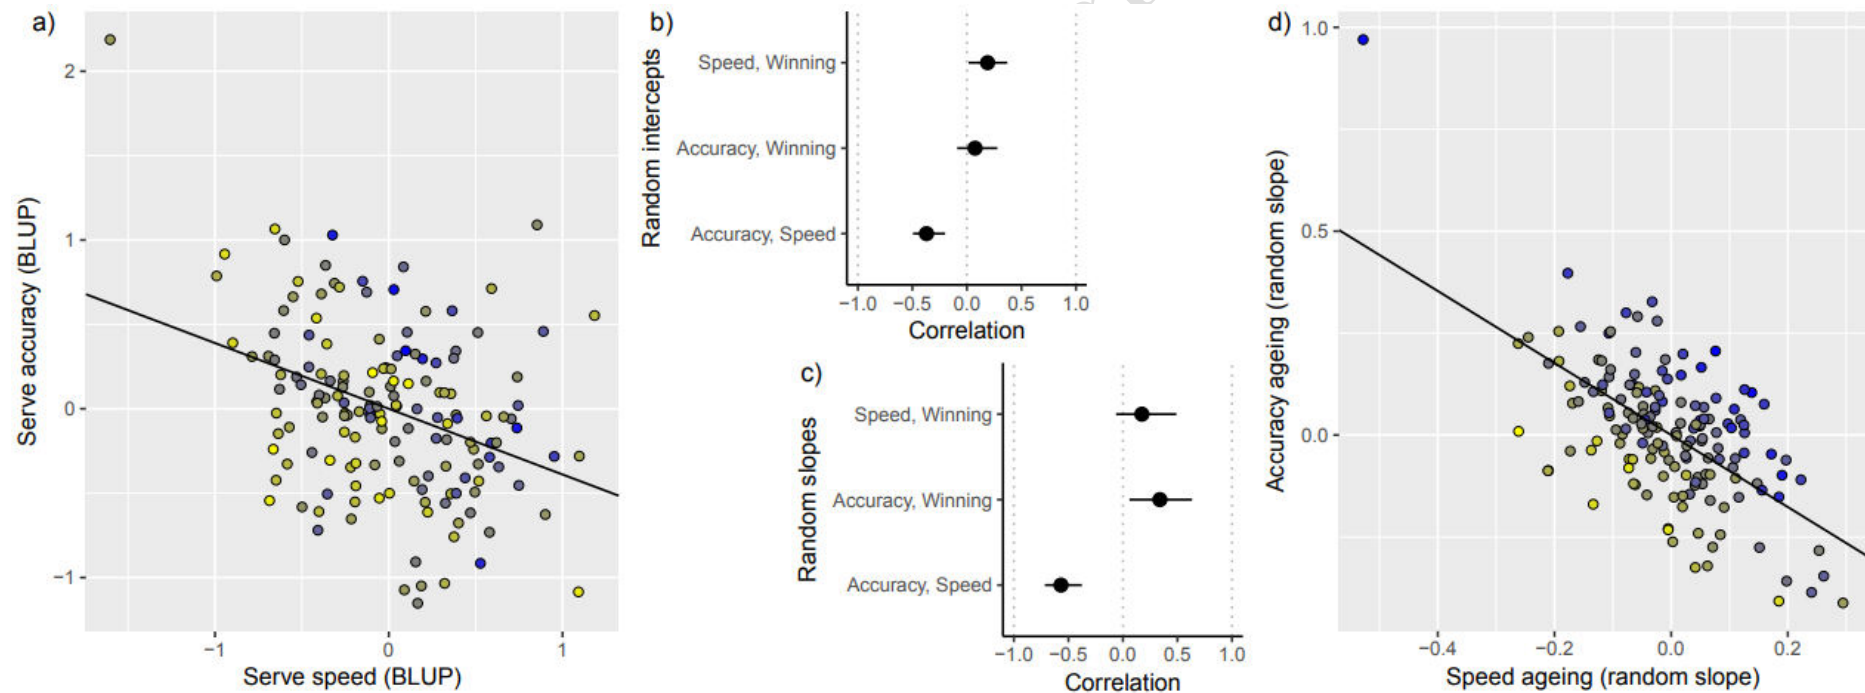 a)
2
1
0
−1
Serve accuracy (BLUP)
−1
0
1
Serve speed (BLUP)
b)
Random intercepts
Speed, Winning
Accuracy, Winning
Accuracy, Speed
−1.0 −0.5 0.0 0.5 1.0
Correlation
c)
Random slopes
Speed, Winning
Accuracy, Winning
Accuracy, Speed
−1.0 −0.5 0.0 0.5 1.0
Correlation
d)
1.0
0.5
0.0
Accuracy ageing (random slope)
−0.4 −0.2 0.0 0.2
Speed ageing (random slope)